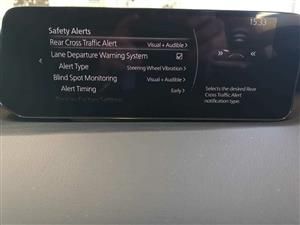 15:33
Safety Alerts
Rear Cross Traffic Alert Visual + Audible >
Lane Departure Warning System
Alert Type Steering Wheel Vibration >
Blind Spot Monitoring Visual + Audible >
Alert Timing Early >
Selects the desired Rear
Cross Traffic Alert
notification type.